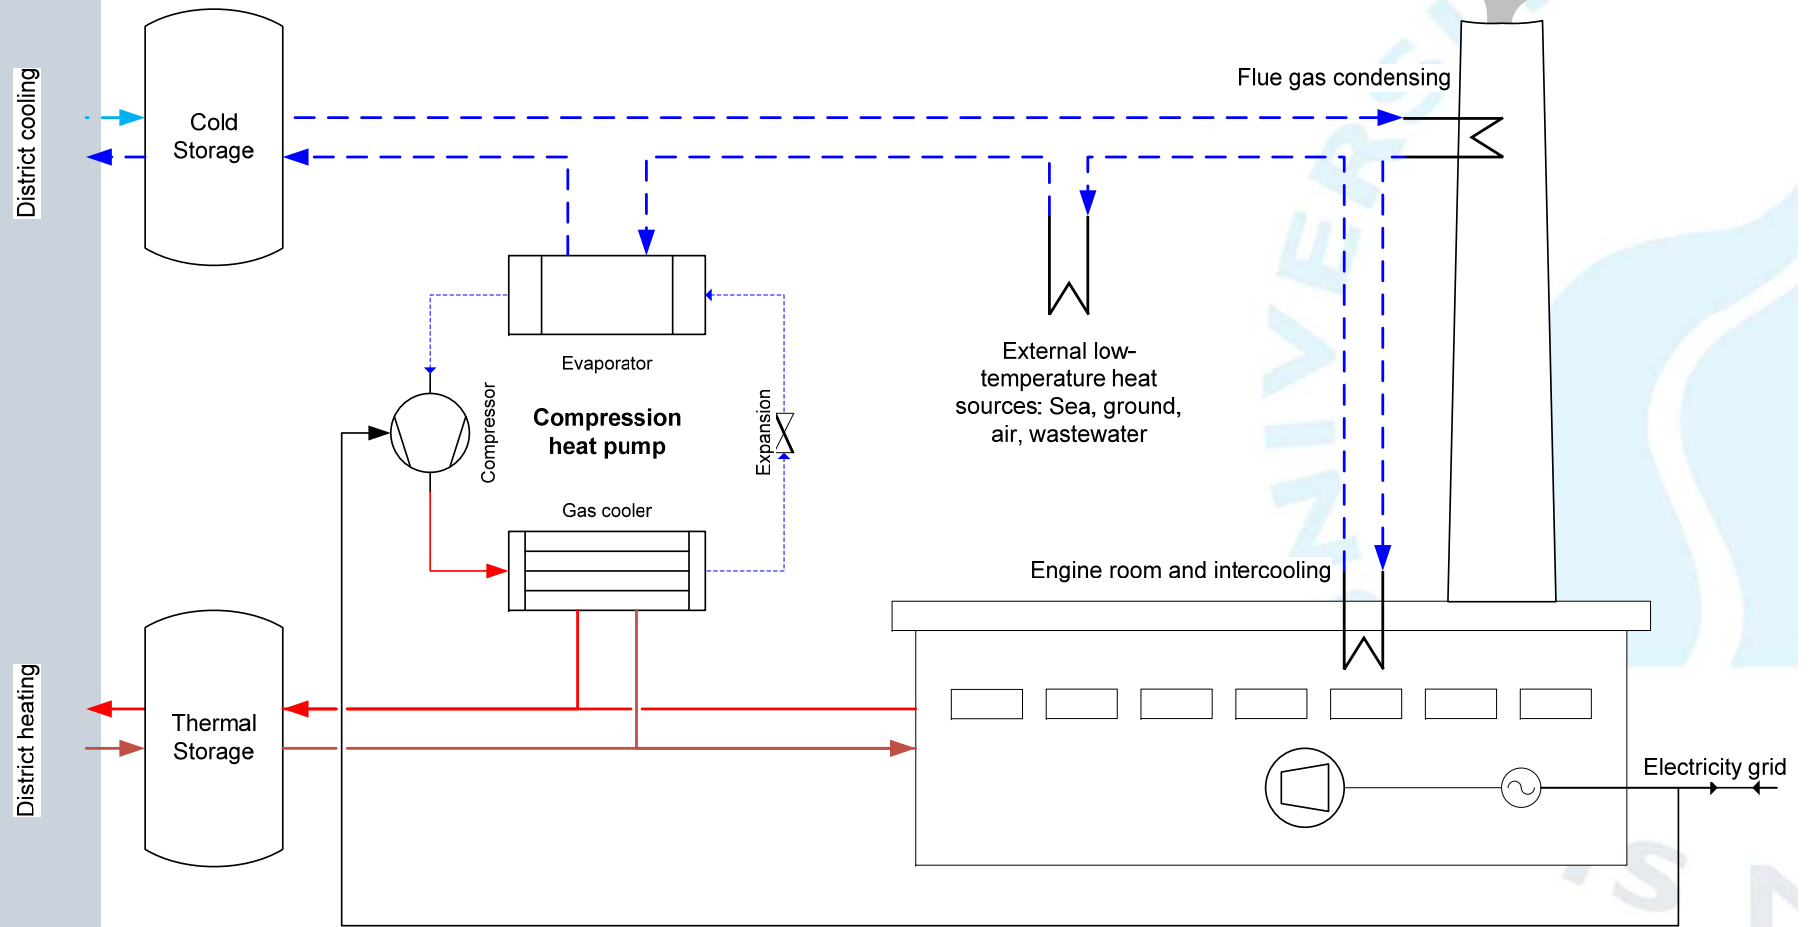 District cooling
Cold
Storage
Flue gas condensing
Evaporator
Compression
heat pump
Compressor
Expansion
Gas cooler
External low-
temperature heat
sources: Sea, ground,
air, wastewater
Engine room and intercooling
District heating
Thermal
Storage
Electricity grid